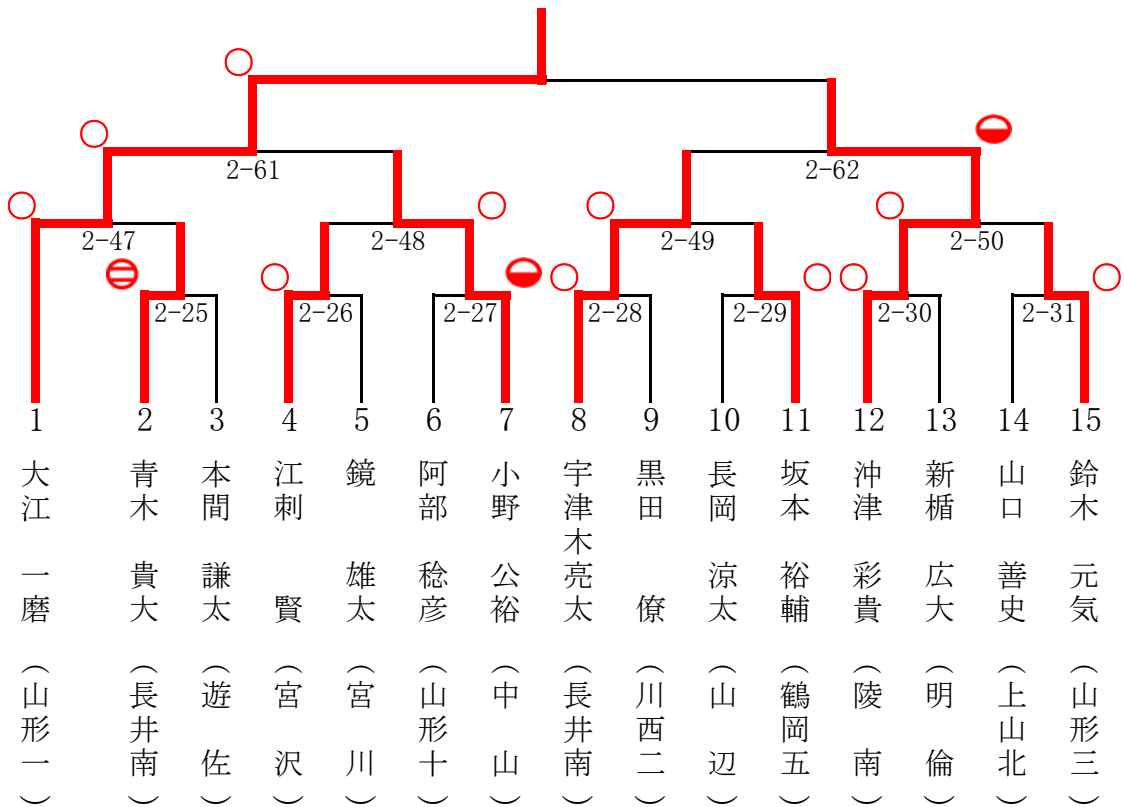 2-61
2-62
2-47
2-48
2-49
2-50
2-25
2-26
2-27
2-28
2-29
2-30
2-31
1
2
3
4
5
6
7
8
9
10
11
12
13
14
15
大江 一磨 (山形一)
青木 貴大 (長井南)
本間 謙太 (遊佐)
江刺 賢 (宮沢)
鏡 雄太 (宮川)
阿部 稔彦 (山形十)
小野 公裕 (中山)
宇津木亮太 (長井南)
黒田 僚 (川西二)
長岡 涼太 (山辺)
坂本 裕輔 (鶴岡五)
沖津 彩貴 (陵南)
新楯 広大 (明倫)
山口 善史 (上山北)
鈴木 元気 (山形三)